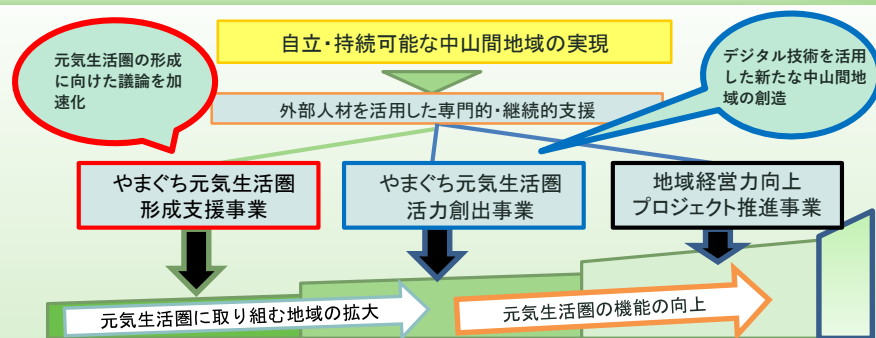 自立・持続可能な中山間地域の実現
元気生活圏の形成
に向けた議論を加
速化
デジタル技術を活用
した新たな中山間地
域の創造
外部人材を活用した専門的・継続的支援
やまぐち元気生活圏
形成支援事業
やまぐち元気生活圏
活力創出事業
地域経営力向上
プロジェクト推進事業
元気生活圏に取り組む地域の拡大
元気生活圏の機能の向上